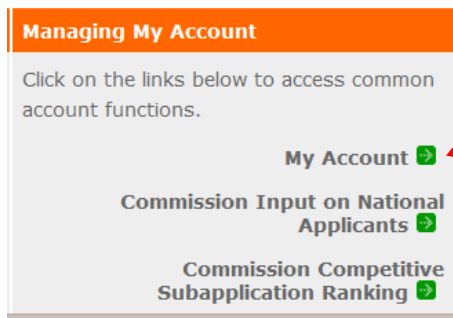 Managing My Account
Click on the links below to access common
account functions.
My Account
Commission Input on National
Applicants
Commission Competitive
Subapplication Ranking